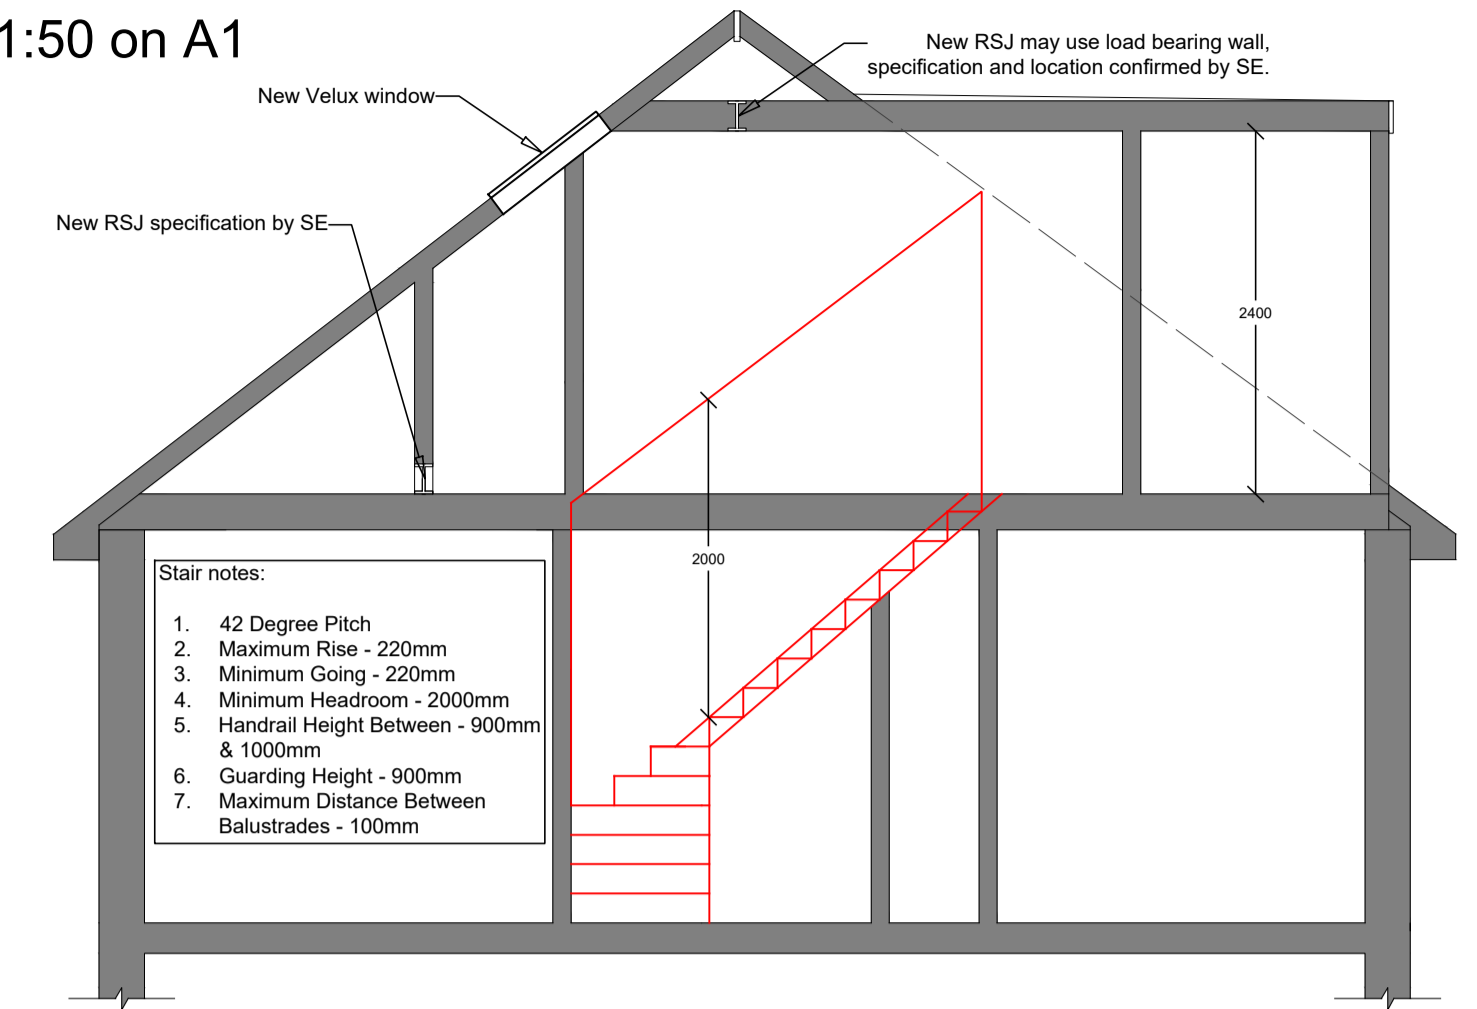 1:50 on A1
New RSJ may use load bearing wall,
specification and location confirmed by SE.
New Velux window
New RSJ specification by SE
2400
2000
Stair notes:
1. 42 Degree Pitch
2. Maximum Rise - 220mm
3. Minimum Going - 220mm
4. Minimum Headroom - 2000mm
5. Handrail Height Between - 900mm
& 1000mm
6. Guarding Height - 900mm
7. Maximum Distance Between
Balustrades - 100mm